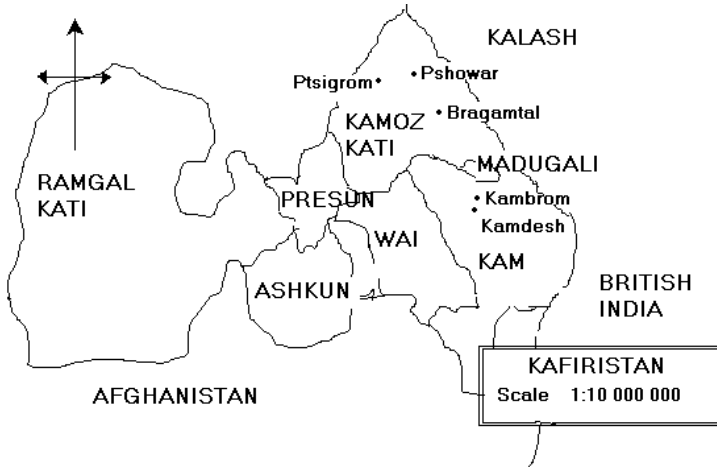 KALASH
Ptsigrom
Pshowar
Bragamtal
KAMOZ
KATI
MADUGALI
RAMGAL
KATI
PRESUN
Kambrom
Kamdesh
WAI
KAM
ASHKUN
BRITISH
INDIA
AFGHANISTAN
KAFIRISTAN
Scale 1:10 000 000